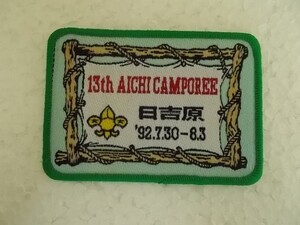 13th AICHI CAMPOREE
日吉原
'92.7.30-8.3